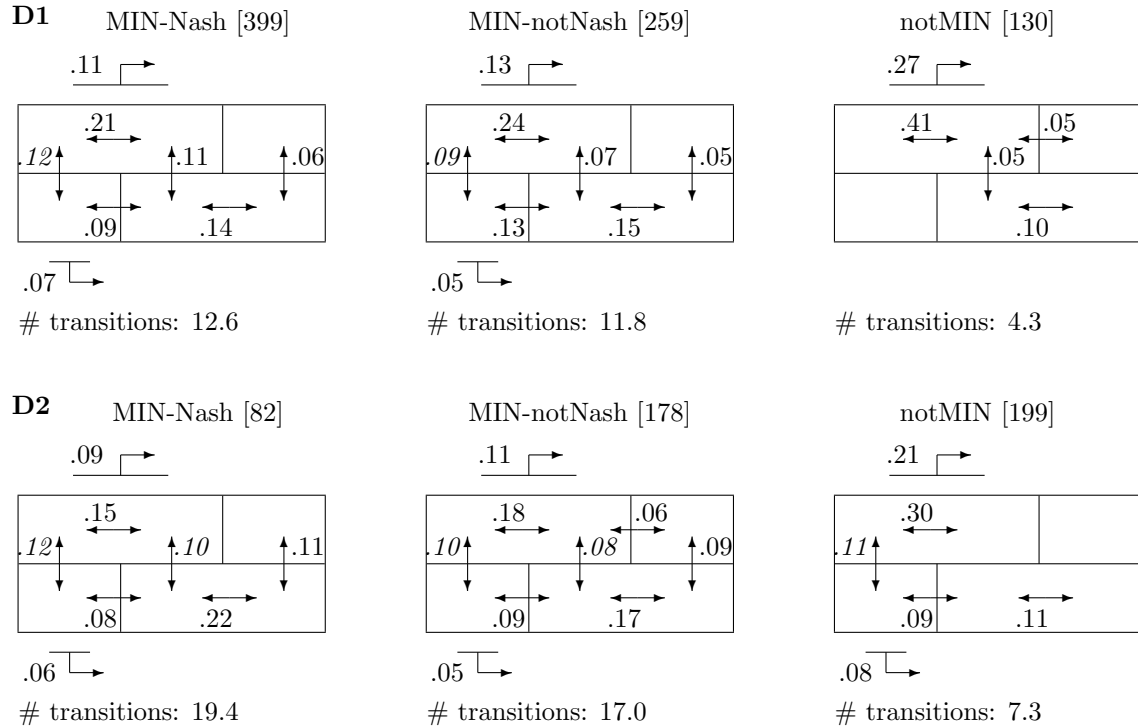 D1 MIN-Nash [399] MIN-notNash [259] notMIN [130]
.11 .13 .27
.21 .24 .41 .05
.12 .11 .06 .09 .07 .05 .05
.09 .14 .13 .15 .10
.07 .05
# transitions: 12.6 # transitions: 11.8 # transitions: 4.3
D2 MIN-Nash [82] MIN-notNash [178] notMIN [199]
.09 .11 .21
.15 .18 .06 .30
.12 .10 .11 .10 .08 .09 .11
.08 .22 .09 .17 .09 .11
.06 .05 .08
# transitions: 19.4 # transitions: 17.0 # transitions: 7.3